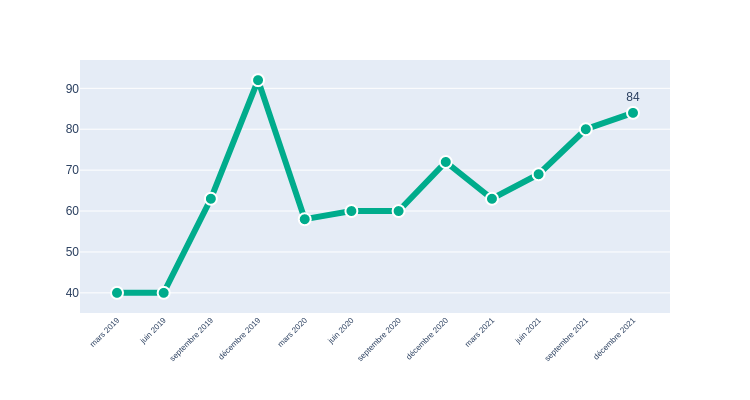 90
80
70
60
50
40
84
mars 2019
juin 2019
septembre 2019
décembre 2019
mars 2020
juin 2020
septembre 2020
décembre 2020
mars 2021
juin 2021
septembre 2021
décembre 2021